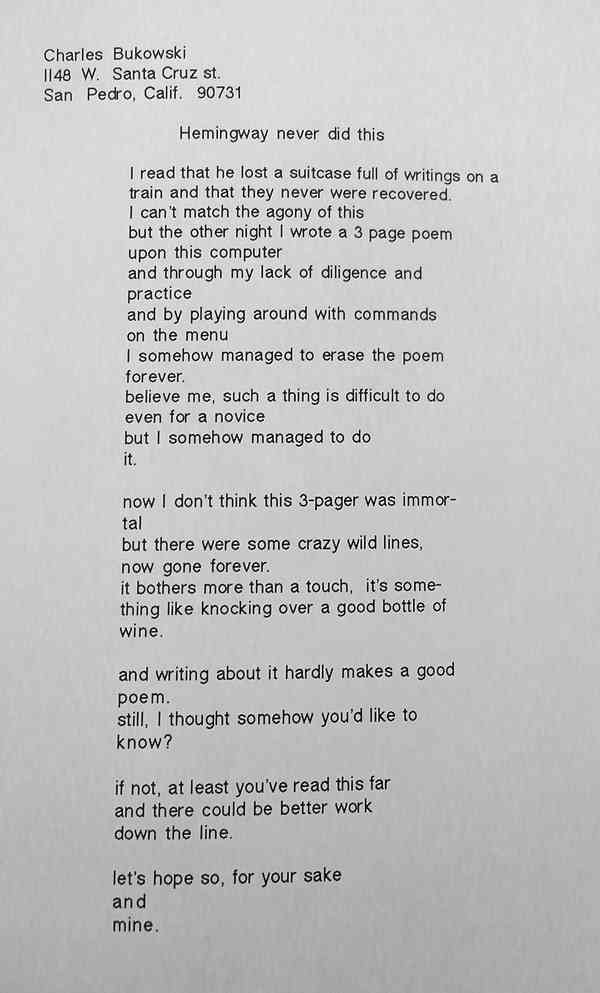 Charles Bukowski
1148 W. Santa Cruz st.
San Pedro, Calif. 90731
Hemingway never did this
I read that he lost a suitcase full of writings on a
train and that they never were recovered.
I can't match the agony of this
but the other night I wrote a 3 page poem
upon this computer
and through my lack of diligence and
practice
and by playing around with commands
on the menu
I somehow managed to erase the poem
forever.
believe me, such a thing is difficult to do
even for a novice
but I somehow managed to do
it.
now I don't think this 3-pager was immor-
tal
but there were some crazy wild lines,
now gone forever.
it bothers more than a touch, it's some-
thing like knocking over a good bottle of
wine.
and writing about it hardly makes a good
poem.
still, I thought somehow you'd like to
know?
if not, at least you've read this far
and there could be better work
down the line.
let's hope so, for your sake
and
mine.